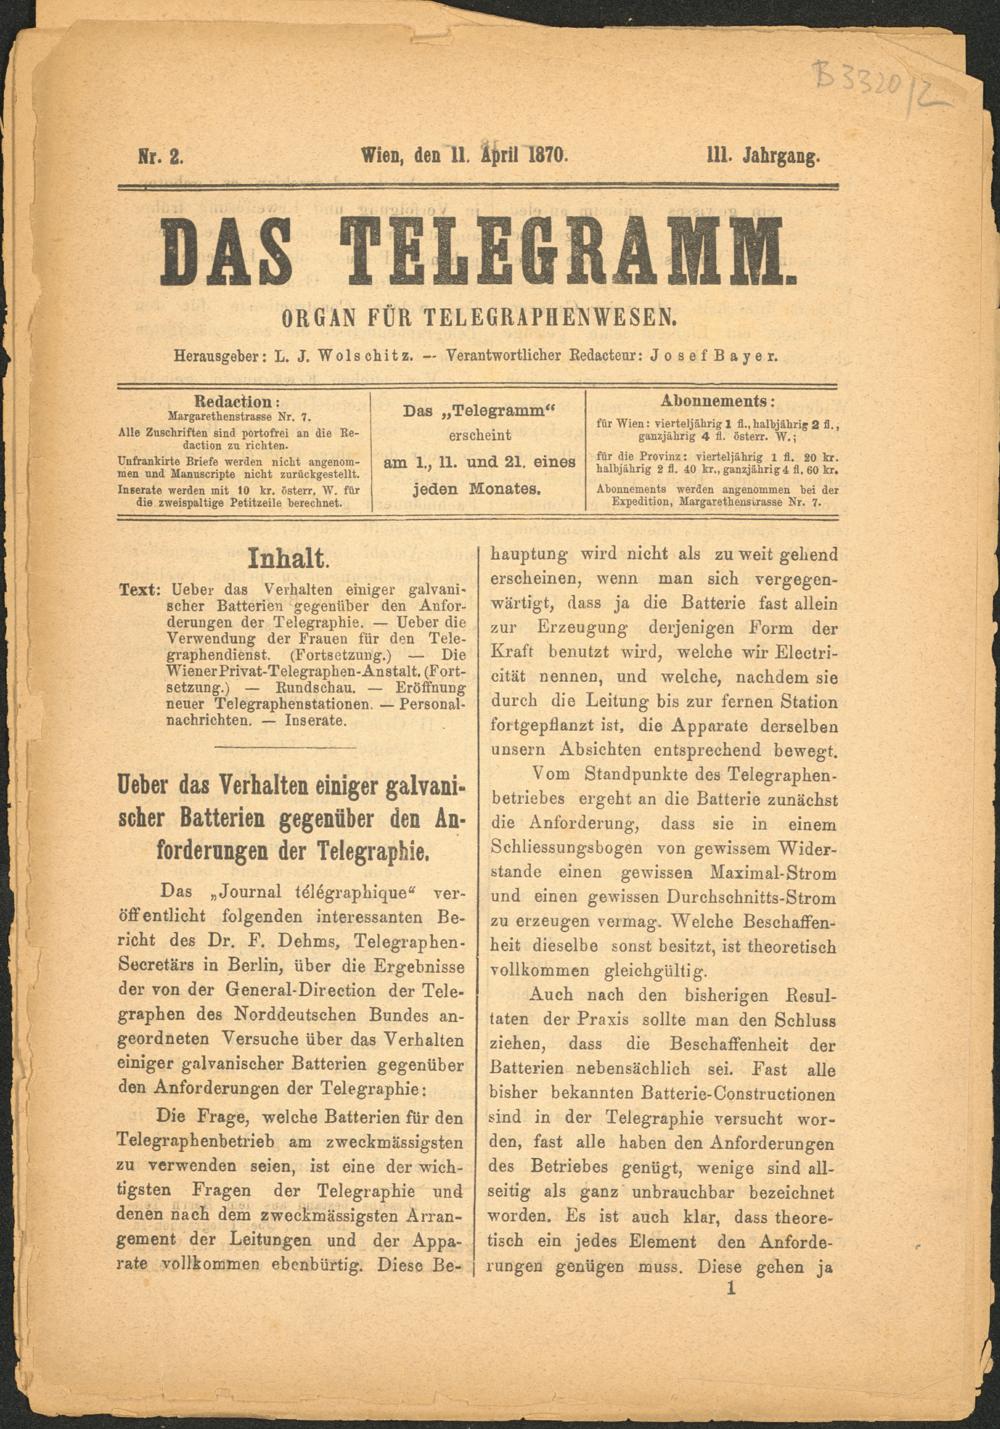 B 3320/2
Nr. 2.
Wien, den 11. April 1870.
III. Jahrgang.
DAS TELEGRAMM.
ORGAN FÜR TELEGRAPHENWESEN.
Herausgeber: L. J. Wolschitz. — Verantwortlicher Redacteur: Josef Bayer.
Redaction:
Margarethenstrasse Nr. 7.
Alle Zuschriften sind portofrei an die Re-
daction zu richten.
Unfrankirte Briefe werden nicht angenom-
men und Manuscripte nicht zurückgestellt.
Inserate werden mit 10 kr. österr. W. für
die zweispaltige Petitzeile berechnet.
Das „Telegramm“
erscheint
am 1., 11. und 21. eines
jeden Monates.
Abonnements:
für Wien: vierteljährig 1 fl., halbjährig 2 fl.,
ganzjährig 4 fl. österr. W.;
für die Provinz: vierteljährig 1 fl. 20 kr.
halbjährig 2 fl. 40 kr., ganzjährig 4 fl. 60 kr.
Abonnements werden angenommen bei der
Expedition, Margarethenstrasse Nr. 7.
Inhalt.
Text: Ueber das Verhalten einiger galvani-
scher Batterien gegenüber den Anfor-
derungen der Telegraphie. — Ueber die
Verwendung der Frauen für den Tele-
graphendienst. (Fortsetzung.) — Die
Wiener Privat-Telegraphen-Anstalt. (Fort-
setzung.) — Rundschau. — Eröffnung
neuer Telegraphenstationen. — Personal-
nachrichten. — Inserate.
Ueber das Verhalten einiger galvani-
scher Batterien gegenüber den An-
forderungen der Telegraphie.
Das „Journal télégraphique“ ver-
öffentlicht folgenden interessanten Be-
richt des Dr. F. Dehms, Telegraphen-
Secretärs in Berlin, über die Ergebnisse
der von der General-Direction der Tele-
graphen des Norddeutschen Bundes an-
geordneten Versuche über das Verhalten
einiger galvanischer Batterien gegenüber
den Anforderungen der Telegraphie:
Die Frage, welche Batterien für den
Telegraphenbetrieb am zweckmässigsten
zu verwenden seien, ist eine der wich-
tigsten Fragen der Telegraphie und
denen nach dem zweckmässigsten Arran-
gement der Leitungen und der Appa-
rate vollkommen ebenbürtig. Diese Be-
hauptung wird nicht als zu weit gehend
erscheinen, wenn man sich vergegen-
wärtigt, dass ja die Batterie fast allein
zur Erzeugung derjenigen Form der
Kraft benutzt wird, welche wir Electri-
cität nennen, und welche, nachdem sie
durch die Leitung bis zur fernen Station
fortgepflanzt ist, die Apparate derselben
unsern Absichten entsprechend bewegt.
Vom Standpunkte des Telegraphen-
betriebes ergeht an die Batterie zunächst
die Anforderung, dass sie in einem
Schliessungsbogen von gewissem Wider-
stande einen gewissen Maximal-Strom
und einen gewissen Durchschnitts-Strom
zu erzeugen vermag. Welche Beschaffen-
heit dieselbe sonst besitzt, ist theoretisch
vollkommen gleichgültig.
Auch nach den bisherigen Resul-
taten der Praxis sollte man den Schluss
ziehen, dass die Beschaffenheit der
Batterien nebensächlich sei. Fast alle
bisher bekannten Batterie-Constructionen
sind in der Telegraphie versucht wor-
den, fast alle haben den Anforderungen
des Betriebes genügt, wenige sind all-
seitig als ganz unbrauchbar bezeichnet
worden. Es ist auch klar, dass theore-
tisch ein jedes Element den Anforde-
rungen genügen muss. Diese gehen ja
1